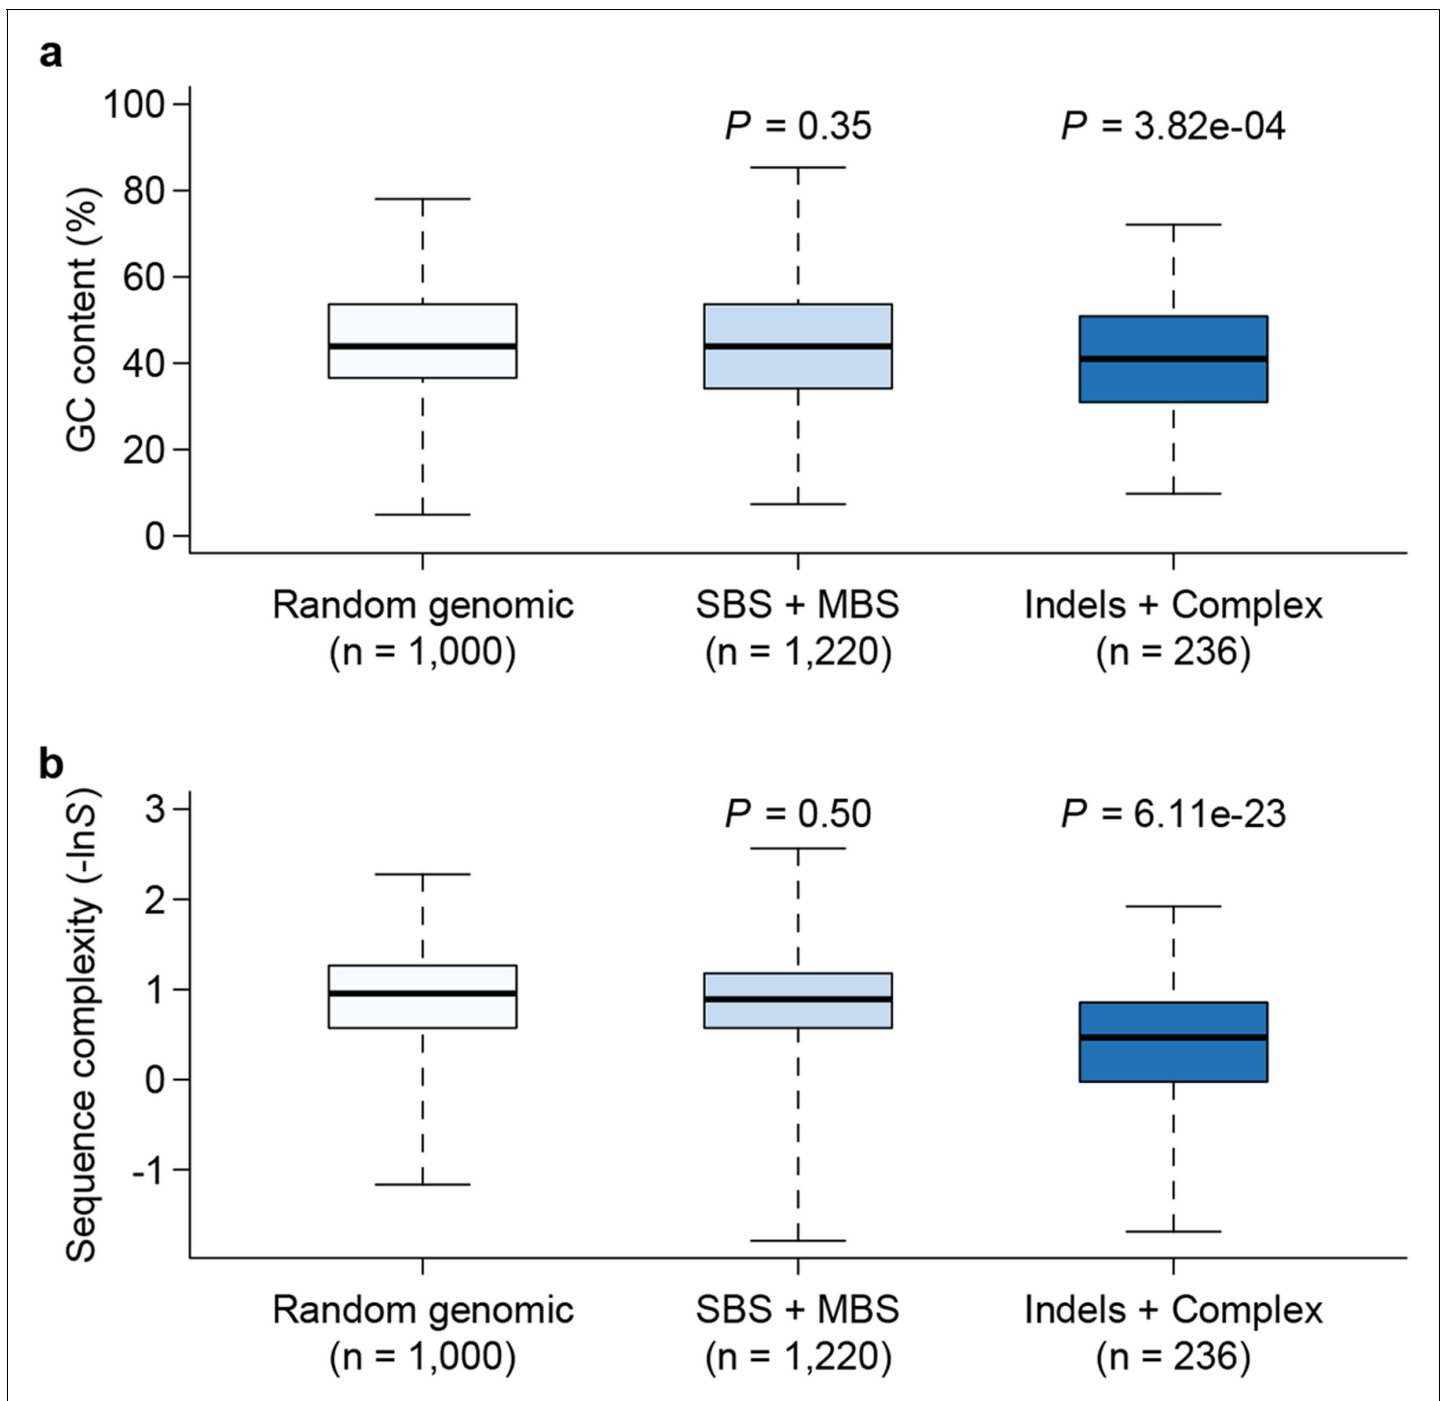 a
GC content (%)
100
80
60
40
20
0
P = 0.35
P = 3.82e-04
Random genomic
(n = 1,000)
SBS + MBS
(n = 1,220)
Indels + Complex
(n = 236)
b
Sequence complexity (-lnS)
3
2
1
0
-1
P = 0.50
P = 6.11e-23
Random genomic
(n = 1,000)
SBS + MBS
(n = 1,220)
Indels + Complex
(n = 236)